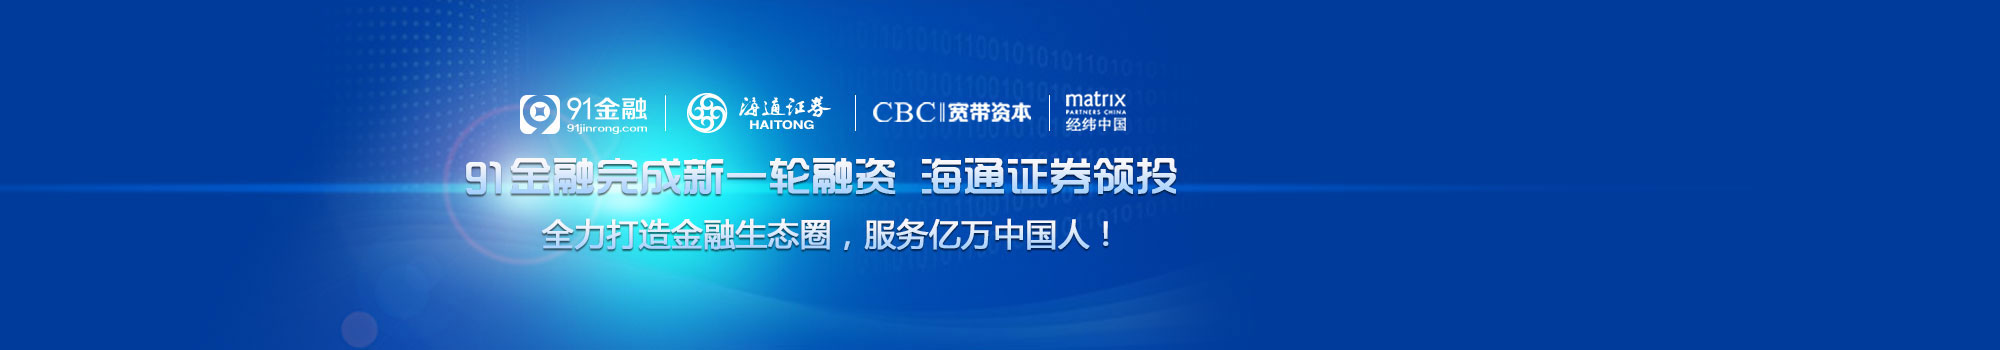 91金融 海通证券 CBC 宽带资本 matrix
91jinrong.com HAITONG PARTNERS CHINA
经纬中国
91金融完成新一轮融资 海通证券领投
全力打造金融生态圈，服务亿万中国人！